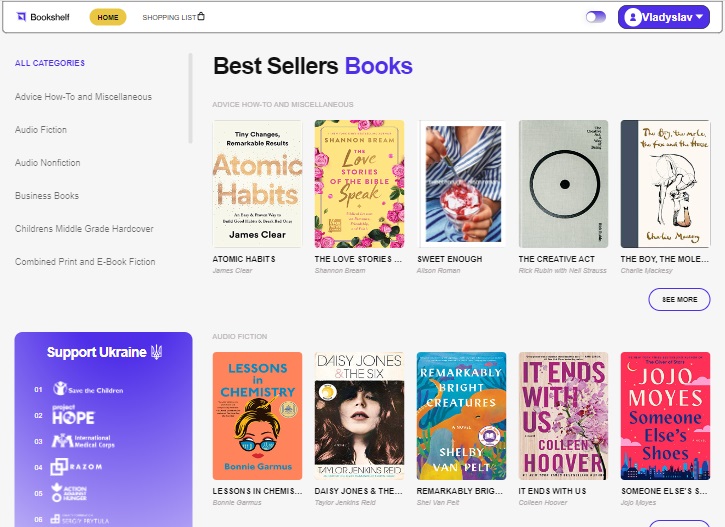 Bookshelf
HOME
SHOPPING LIST
Vladyslav
ALL CATEGORIES
Advice How-To and Miscellaneous
Audio Fiction
Audio Nonfiction
Business Books
Childrens Middle Grade Hardcover
Combined Print and E-Book Fiction
Support Ukraine
01 Save the Children
02 project HOPE
03 International Medical Corps
04 RAZOM
05 ACTION AGAINST HUNGER
06 SERGIY PRYTULA
Best Sellers Books
ADVICE HOW-TO AND MISCELLANEOUS
Tiny Changes,
Remarkable Results
Atomic
Habits
An Easy & Proven Way to
Build Good Habits & Break Bad Ones
James Clear
SHANNON BREAM
THE
Love
STORIES
OF THE BIBLE
Speak
The Boy, the mole,
the fox and the Horse
Charlie Mackesy
ATOMIC HABITS
James Clear
THE LOVE STORIES ...
Shannon Bream
SWEET ENOUGH
Alison Roman
THE CREATIVE ACT
Rick Rubin with Neil Strauss
THE BOY, THE MOLE...
Charlie Mackesy
SEE MORE
AUDIO FICTION
LESSONS
in
CHEMISTRY
Bonnie Garmus
DAISY JONES
& THE SIX
TAYLOR JENKINS REID
REMARKABLY
BRIGHT
CREATURES
A NOVEL
SHELBY
VAN PELT
IT ENDS
WITH
US
COLLEEN
HOOVER
JOJO
MOYES
Someone
Else's
Shoes
LESSONS IN CHEMIS...
Bonnie Garmus
DAISY JONES & THE...
Taylor Jenkins Reid
REMARKABLY BRIG...
Shel Van Pelt
IT ENDS WITH US
Colleen Hoover
SOMEONE ELSE'S S...
Jojo Moyes